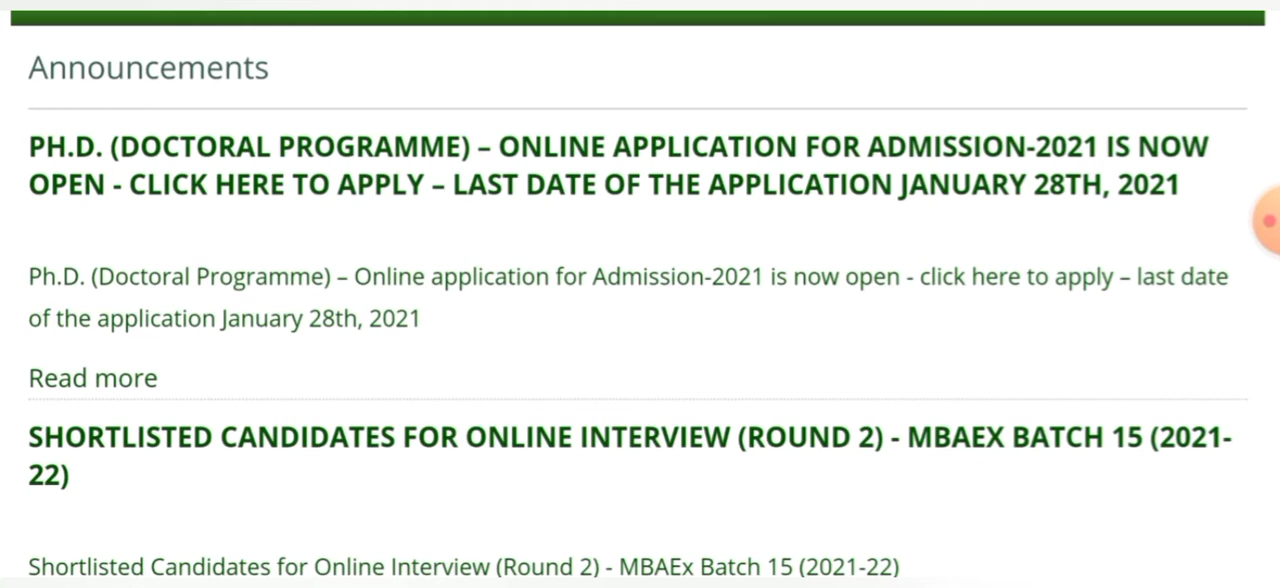 Announcements
PH.D. (DOCTORAL PROGRAMME) – ONLINE APPLICATION FOR ADMISSION-2021 IS NOW
OPEN - CLICK HERE TO APPLY – LAST DATE OF THE APPLICATION JANUARY 28TH, 2021
Ph.D. (Doctoral Programme) – Online application for Admission-2021 is now open - click here to apply – last date
of the application January 28th, 2021
Read more
SHORTLISTED CANDIDATES FOR ONLINE INTERVIEW (ROUND 2) - MBAEX BATCH 15 (2021-
22)
Shortlisted Candidates for Online Interview (Round 2) - MBAEx Batch 15 (2021-22)